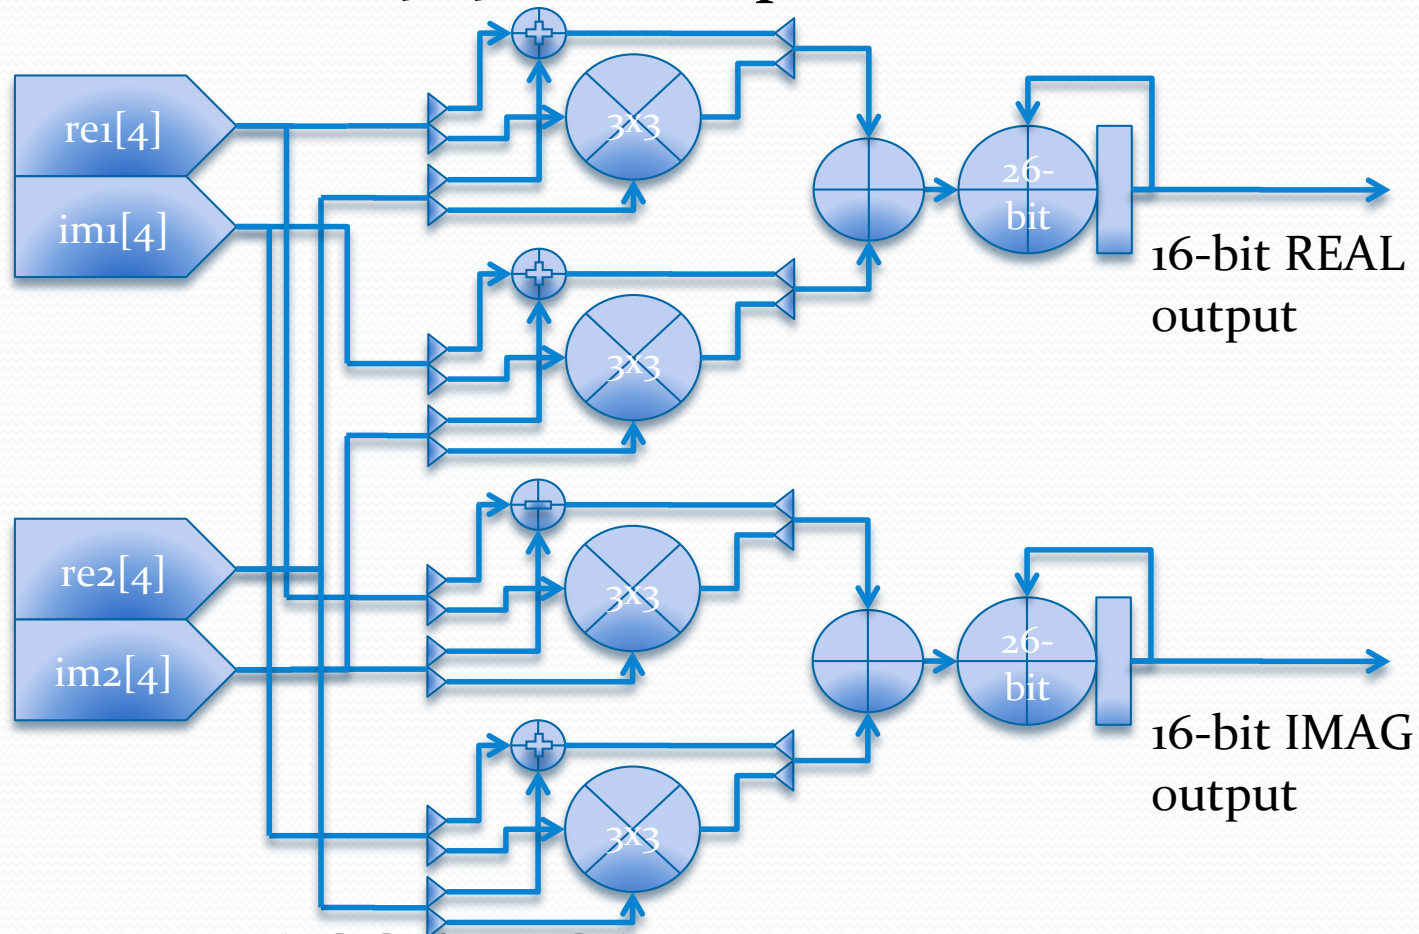 re1[4]
im1[4]
3x3
26-
bit
16-bit REAL
output
3x3
re2[4]
im2[4]
3x3
26-
bit
16-bit IMAG
output
3x3